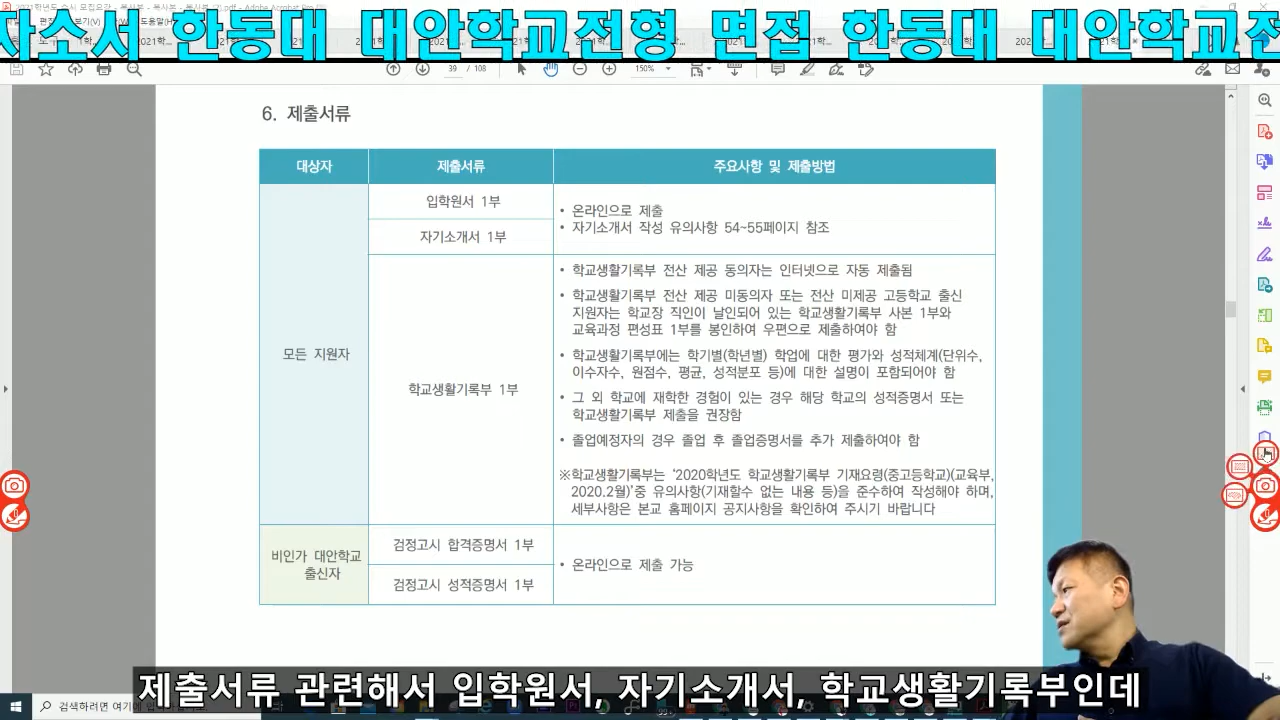 사소서 한동대 대안학교전형 면접 한동대 대안학교전
39 / 108
150%
6. 제출서류
대상자
제출서류
주요사항 및 제출방법
모든 지원자
입학원서 1부
자기소개서 1부
• 온라인으로 제출
• 자기소개서 작성 유의사항 54~55페이지 참조
학교생활기록부 1부
• 학교생활기록부 전산 제공 동의자는 인터넷으로 자동 제출됨
• 학교생활기록부 전산 제공 미동의자 또는 전산 미제공 고등학교 출신
지원자는 학교장 직인이 날인되어 있는 학교생활기록부 사본 1부와
교육과정 편성표 1부를 봉인하여 우편으로 제출하여야 함
• 학교생활기록부에는 학기별(학년별) 학업에 대한 평가와 성적체계(단위수,
이수자수, 원점수, 평균, 성적분포 등)에 대한 설명이 포함되어야 함
• 그 외 학교에 재학한 경험이 있는 경우 해당 학교의 성적증명서 또는
학교생활기록부 제출을 권장함
• 졸업예정자의 경우 졸업 후 졸업증명서를 추가 제출하여야 함
※학교생활기록부는 '2020학년도 학교생활기록부 기재요령(중고등학교)(교육부,
2020.2월)'중 유의사항(기재할수 없는 내용 등)을 준수하여 작성해야 하며,
세부사항은 본교 홈페이지 공지사항을 확인하여 주시기 바랍니다
비인가 대안학교
출신자
검정고시 합격증명서 1부
검정고시 성적증명서 1부
• 온라인으로 제출 가능
제출서류 관련해서 입학원서, 자기소개서, 학교생활기록부인데
검색하려면 여기에